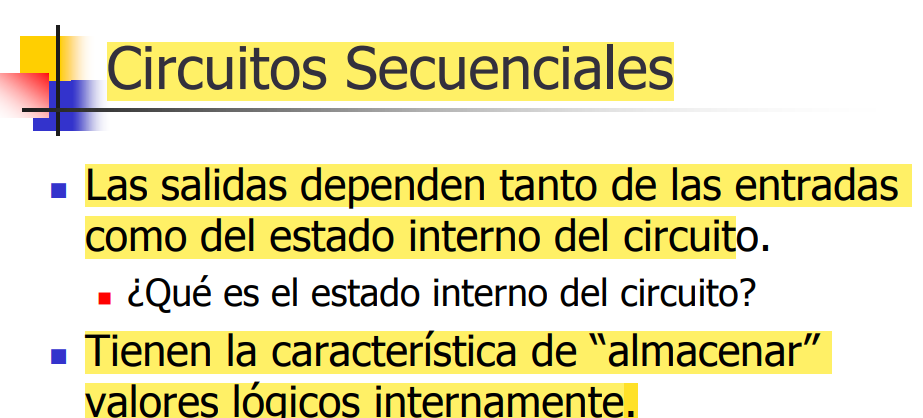 Circuitos Secuenciales
Las salidas dependen tanto de las entradas
como del estado interno del circuito.
¿Qué es el estado interno del circuito?
Tienen la característica de “almacenar”
valores lógicos internamente.